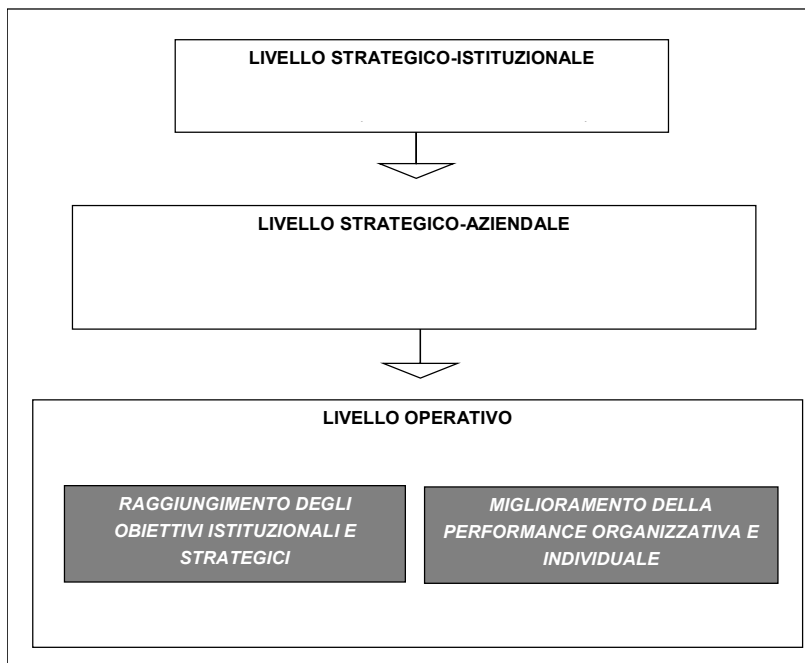 LIVELLO STRATEGICO-ISTITUZIONALE
LIVELLO STRATEGICO-AZIENDALE
LIVELLO OPERATIVO
RAGGIUNGIMENTO DEGLI
OBIETTIVI ISTITUZIONALI E
STRATEGICI
MIGLIORAMENTO DELLA
PERFORMANCE ORGANIZZATIVA E
INDIVIDUALE